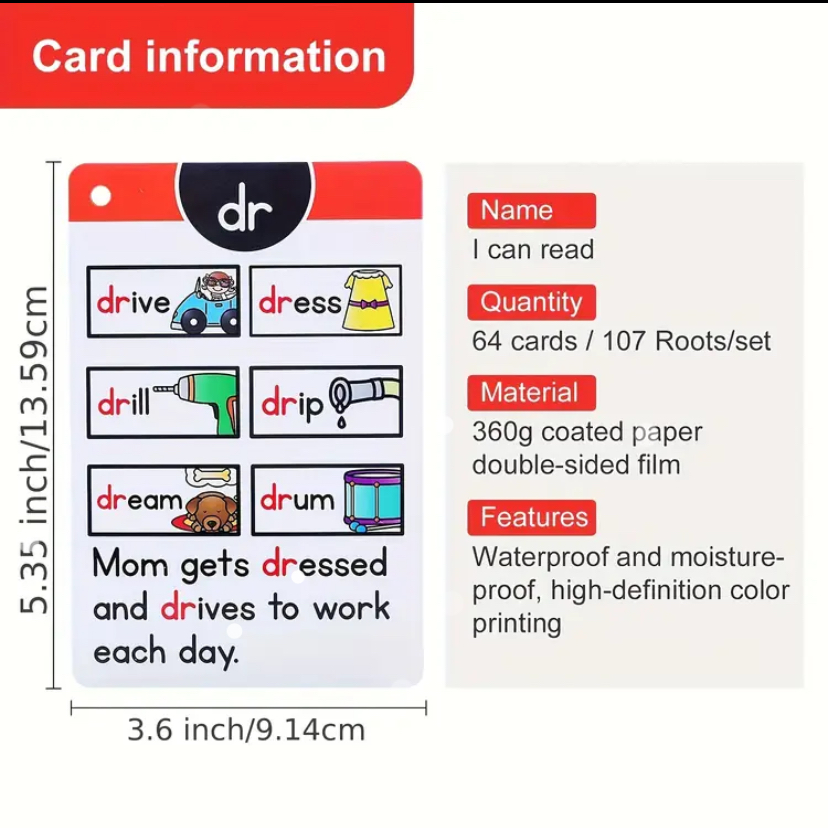 Card information
dr
drive
dress
drill
drip
dream
drum
Mom gets dressed
and drives to work
each day.
5.35 inch/13.59cm
3.6 inch/9.14cm
Name
I can read
Quantity
64 cards / 107 Roots/set
Material
360g coated paper
double-sided film
Features
Waterproof and moisture-
proof, high-definition color
printing